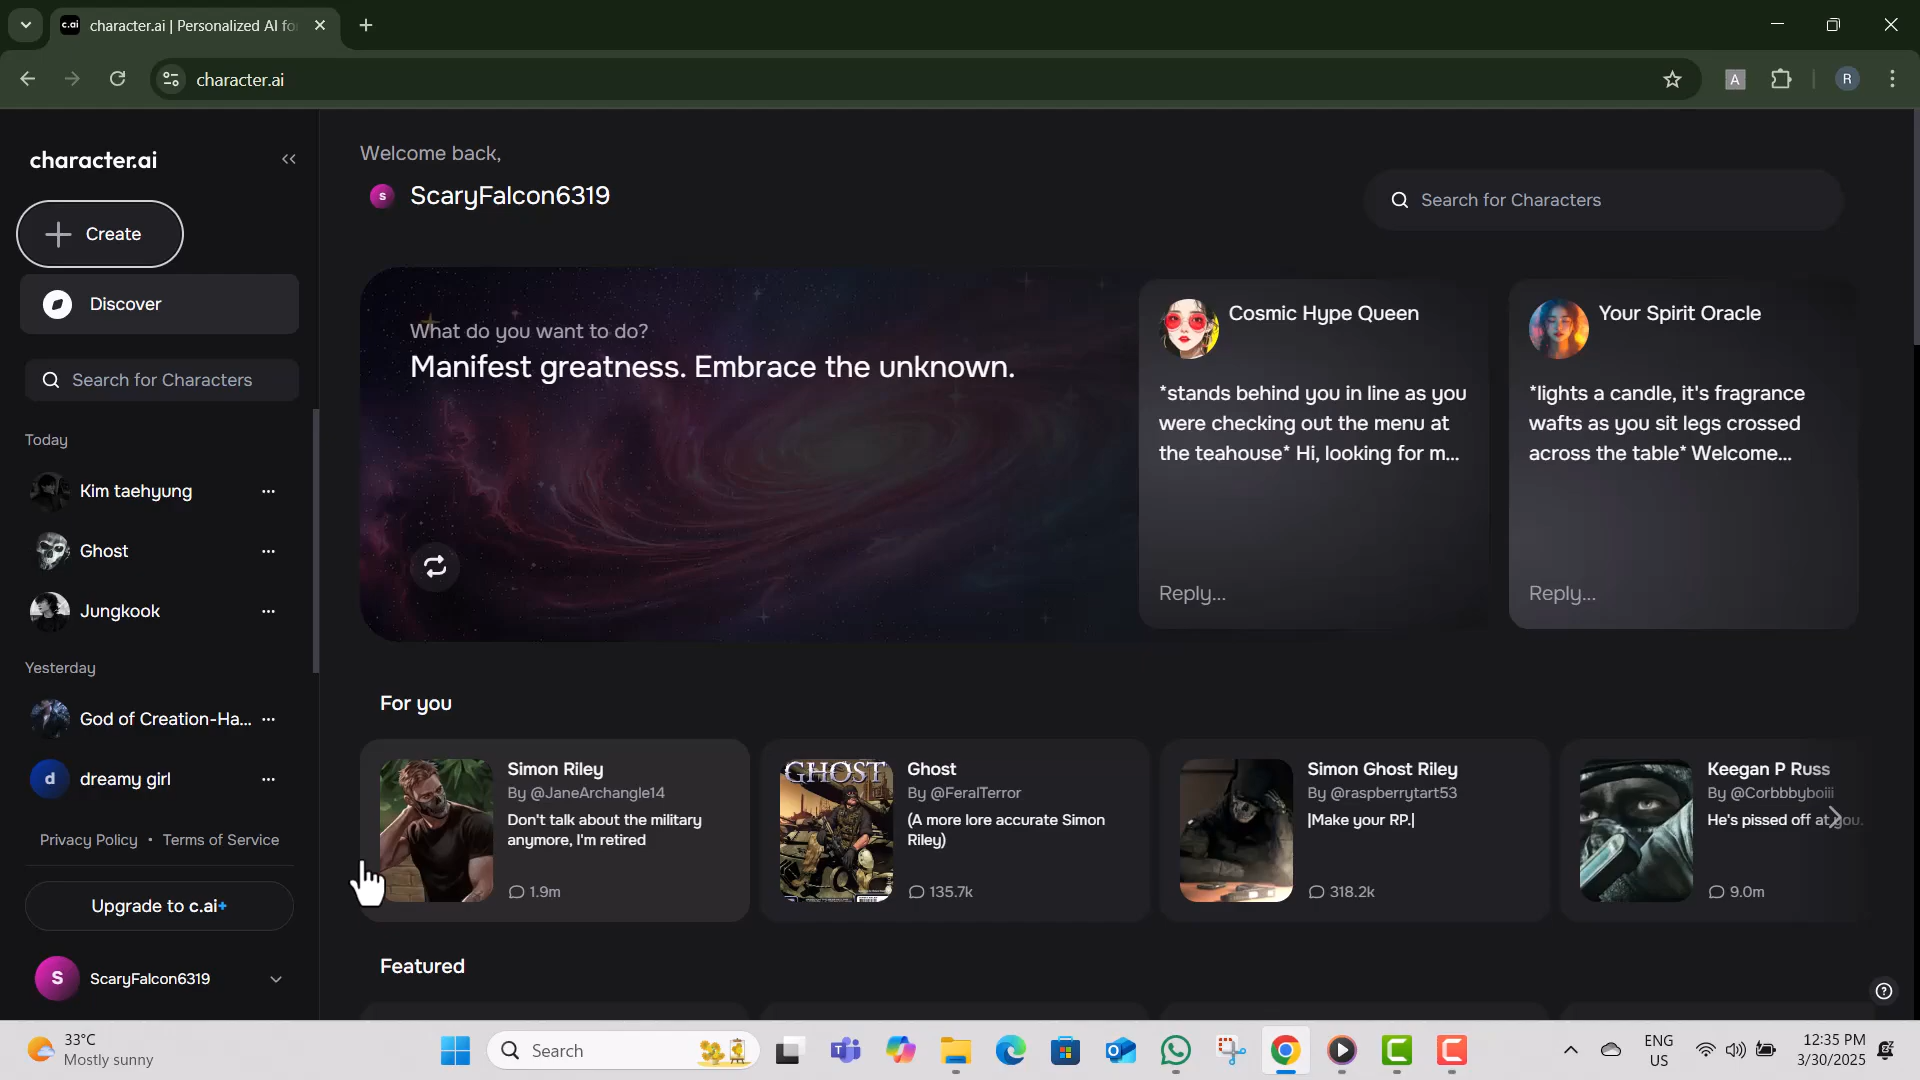 c.ai character.ai | Personalized AI fo
character.ai
A
R
character.ai
Create
Discover
Search for Characters
Today
Kim taehyung
Ghost
Jungkook
Yesterday
God of Creation-Ha...
d dreamy girl
Privacy Policy • Terms of Service
Upgrade to c.ai+
S ScaryFalcon6319
Welcome back,
s ScaryFalcon6319
Search for Characters
What do you want to do?
Manifest greatness. Embrace the unknown.
Cosmic Hype Queen
*stands behind you in line as you
were checking out the menu at
the teahouse* Hi, looking for m...
Reply...
Your Spirit Oracle
*lights a candle, it's fragrance
wafts as you sit legs crossed
across the table* Welcome...
Reply...
For you
Simon Riley
By @JaneArchangle14
Don't talk about the military
anymore, I'm retired
1.9m
GHOST
Ghost
By @FeralTerror
(A more lore accurate Simon
Riley)
135.7k
Simon Ghost Riley
By @raspberrytart53
|Make your RP.|
318.2k
Keegan P Russ
By @Corbbbyboiii
He's pissed off at you.
9.0m
Featured
33°C
Mostly sunny
Search
ENG
US
12:35 PM
3/30/2025